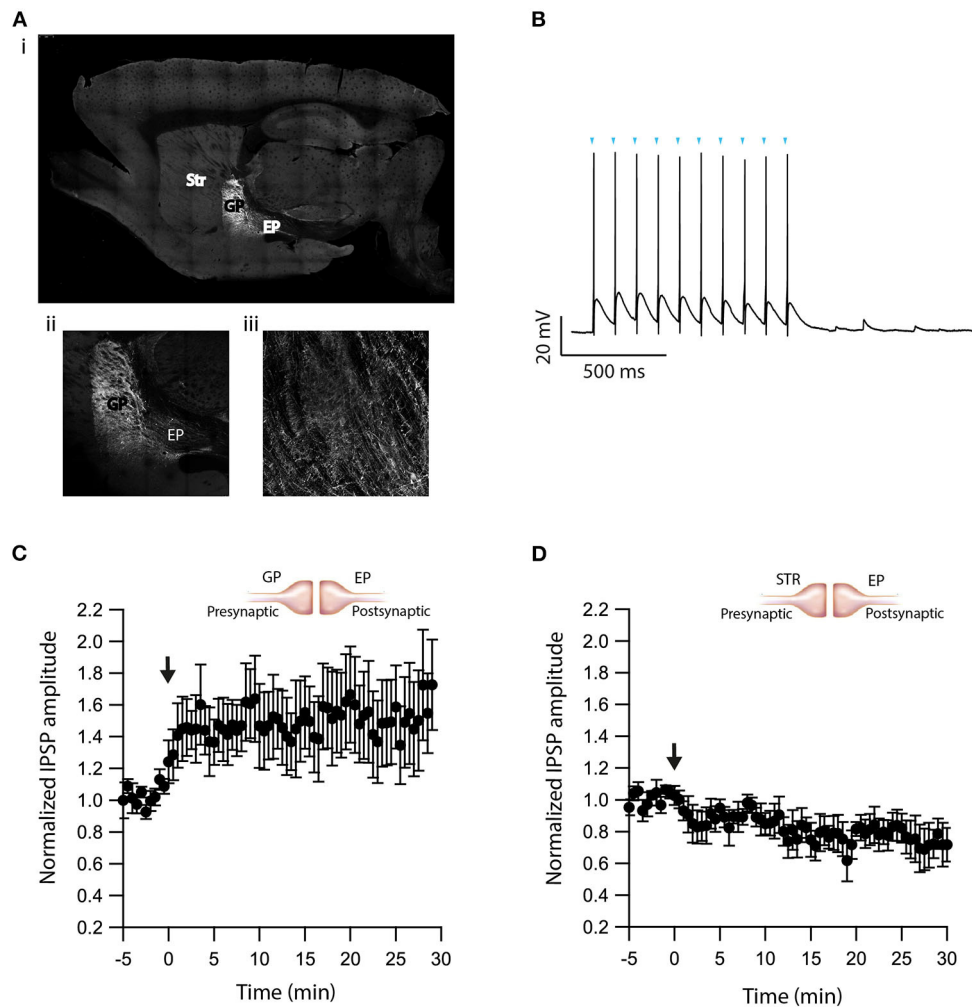 A
i
Str
GP
EP
ii
GP
EP
iii
B
20 mV
500 ms
C
GP
EP
Presynaptic
Postsynaptic
Normalized IPSP amplitude
2.2
2.0
1.8
1.6
1.4
1.2
1.0
0.8
0.6
0.4
0.2
-5
0
5
10
15
20
25
30
Time (min)
D
STR
EP
Presynaptic
Postsynaptic
Normalized IPSP amplitude
2.2
2.0
1.8
1.6
1.4
1.2
1.0
0.8
0.6
0.4
0.2
-5
0
5
10
15
20
25
30
Time (min)